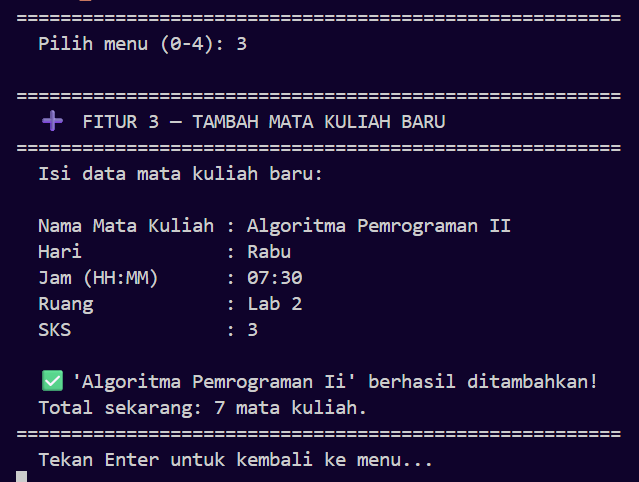 =======================================================
Pilih menu (0-4): 3
=======================================================
➕ FITUR 3 — TAMBAH MATA KULIAH BARU
=======================================================
Isi data mata kuliah baru:
Nama Mata Kuliah : Algoritma Pemrograman II
Hari : Rabu
Jam (HH:MM) : 07:30
Ruang : Lab 2
SKS : 3
✅ 'Algoritma Pemrograman Ii' berhasil ditambahkan!
Total sekarang: 7 mata kuliah.
=======================================================
Tekan Enter untuk kembali ke menu...